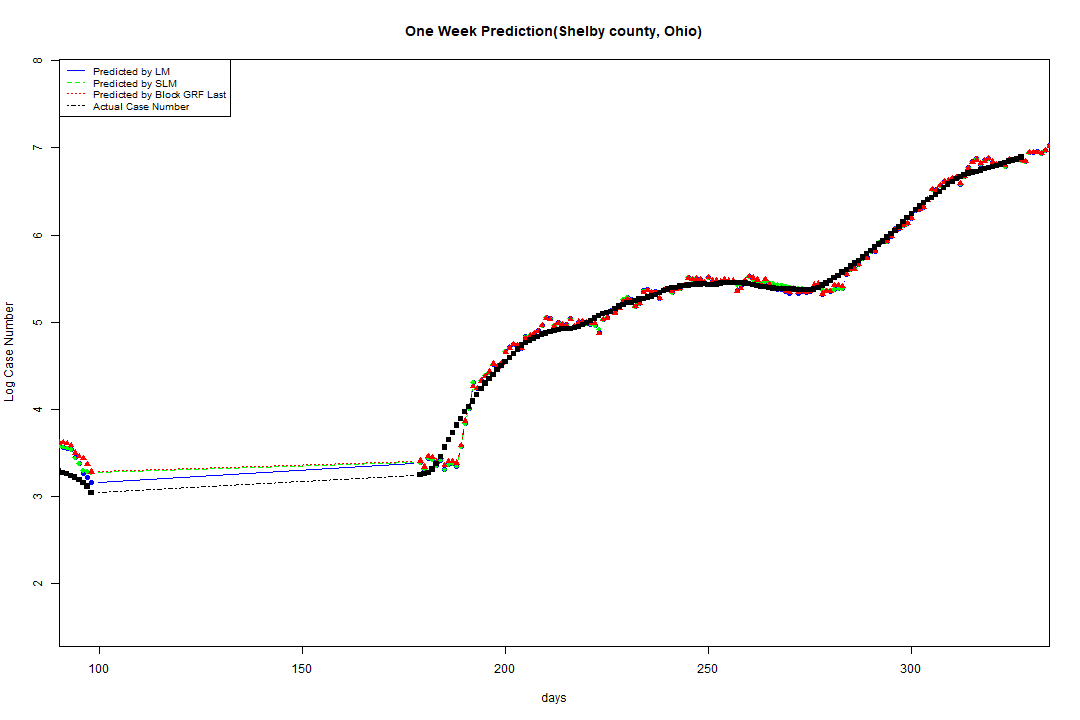 One Week Prediction(Shelby county, Ohio)
Predicted by LM
Predicted by SLM
Predicted by Block GRF Last
Actual Case Number
Log Case Number
8
7
6
5
4
3
2
100 150 200 250 300
days